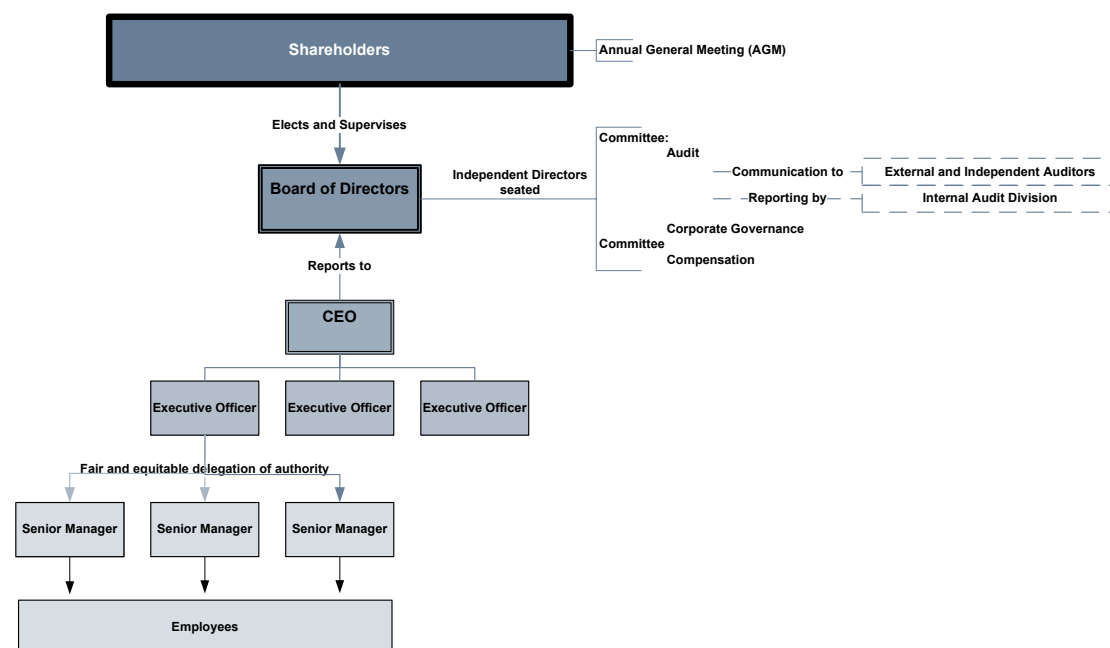 Shareholders
Annual General Meeting (AGM)
Elects and Supervises
Board of Directors
Independent Directors
seated
Committee:
Audit
Communication to
External and Independent Auditors
Reporting by
Internal Audit Division
Corporate Governance
Committee
Compensation
Reports to
CEO
Executive Officer
Executive Officer
Executive Officer
Fair and equitable delegation of authority
Senior Manager
Senior Manager
Senior Manager
Employees